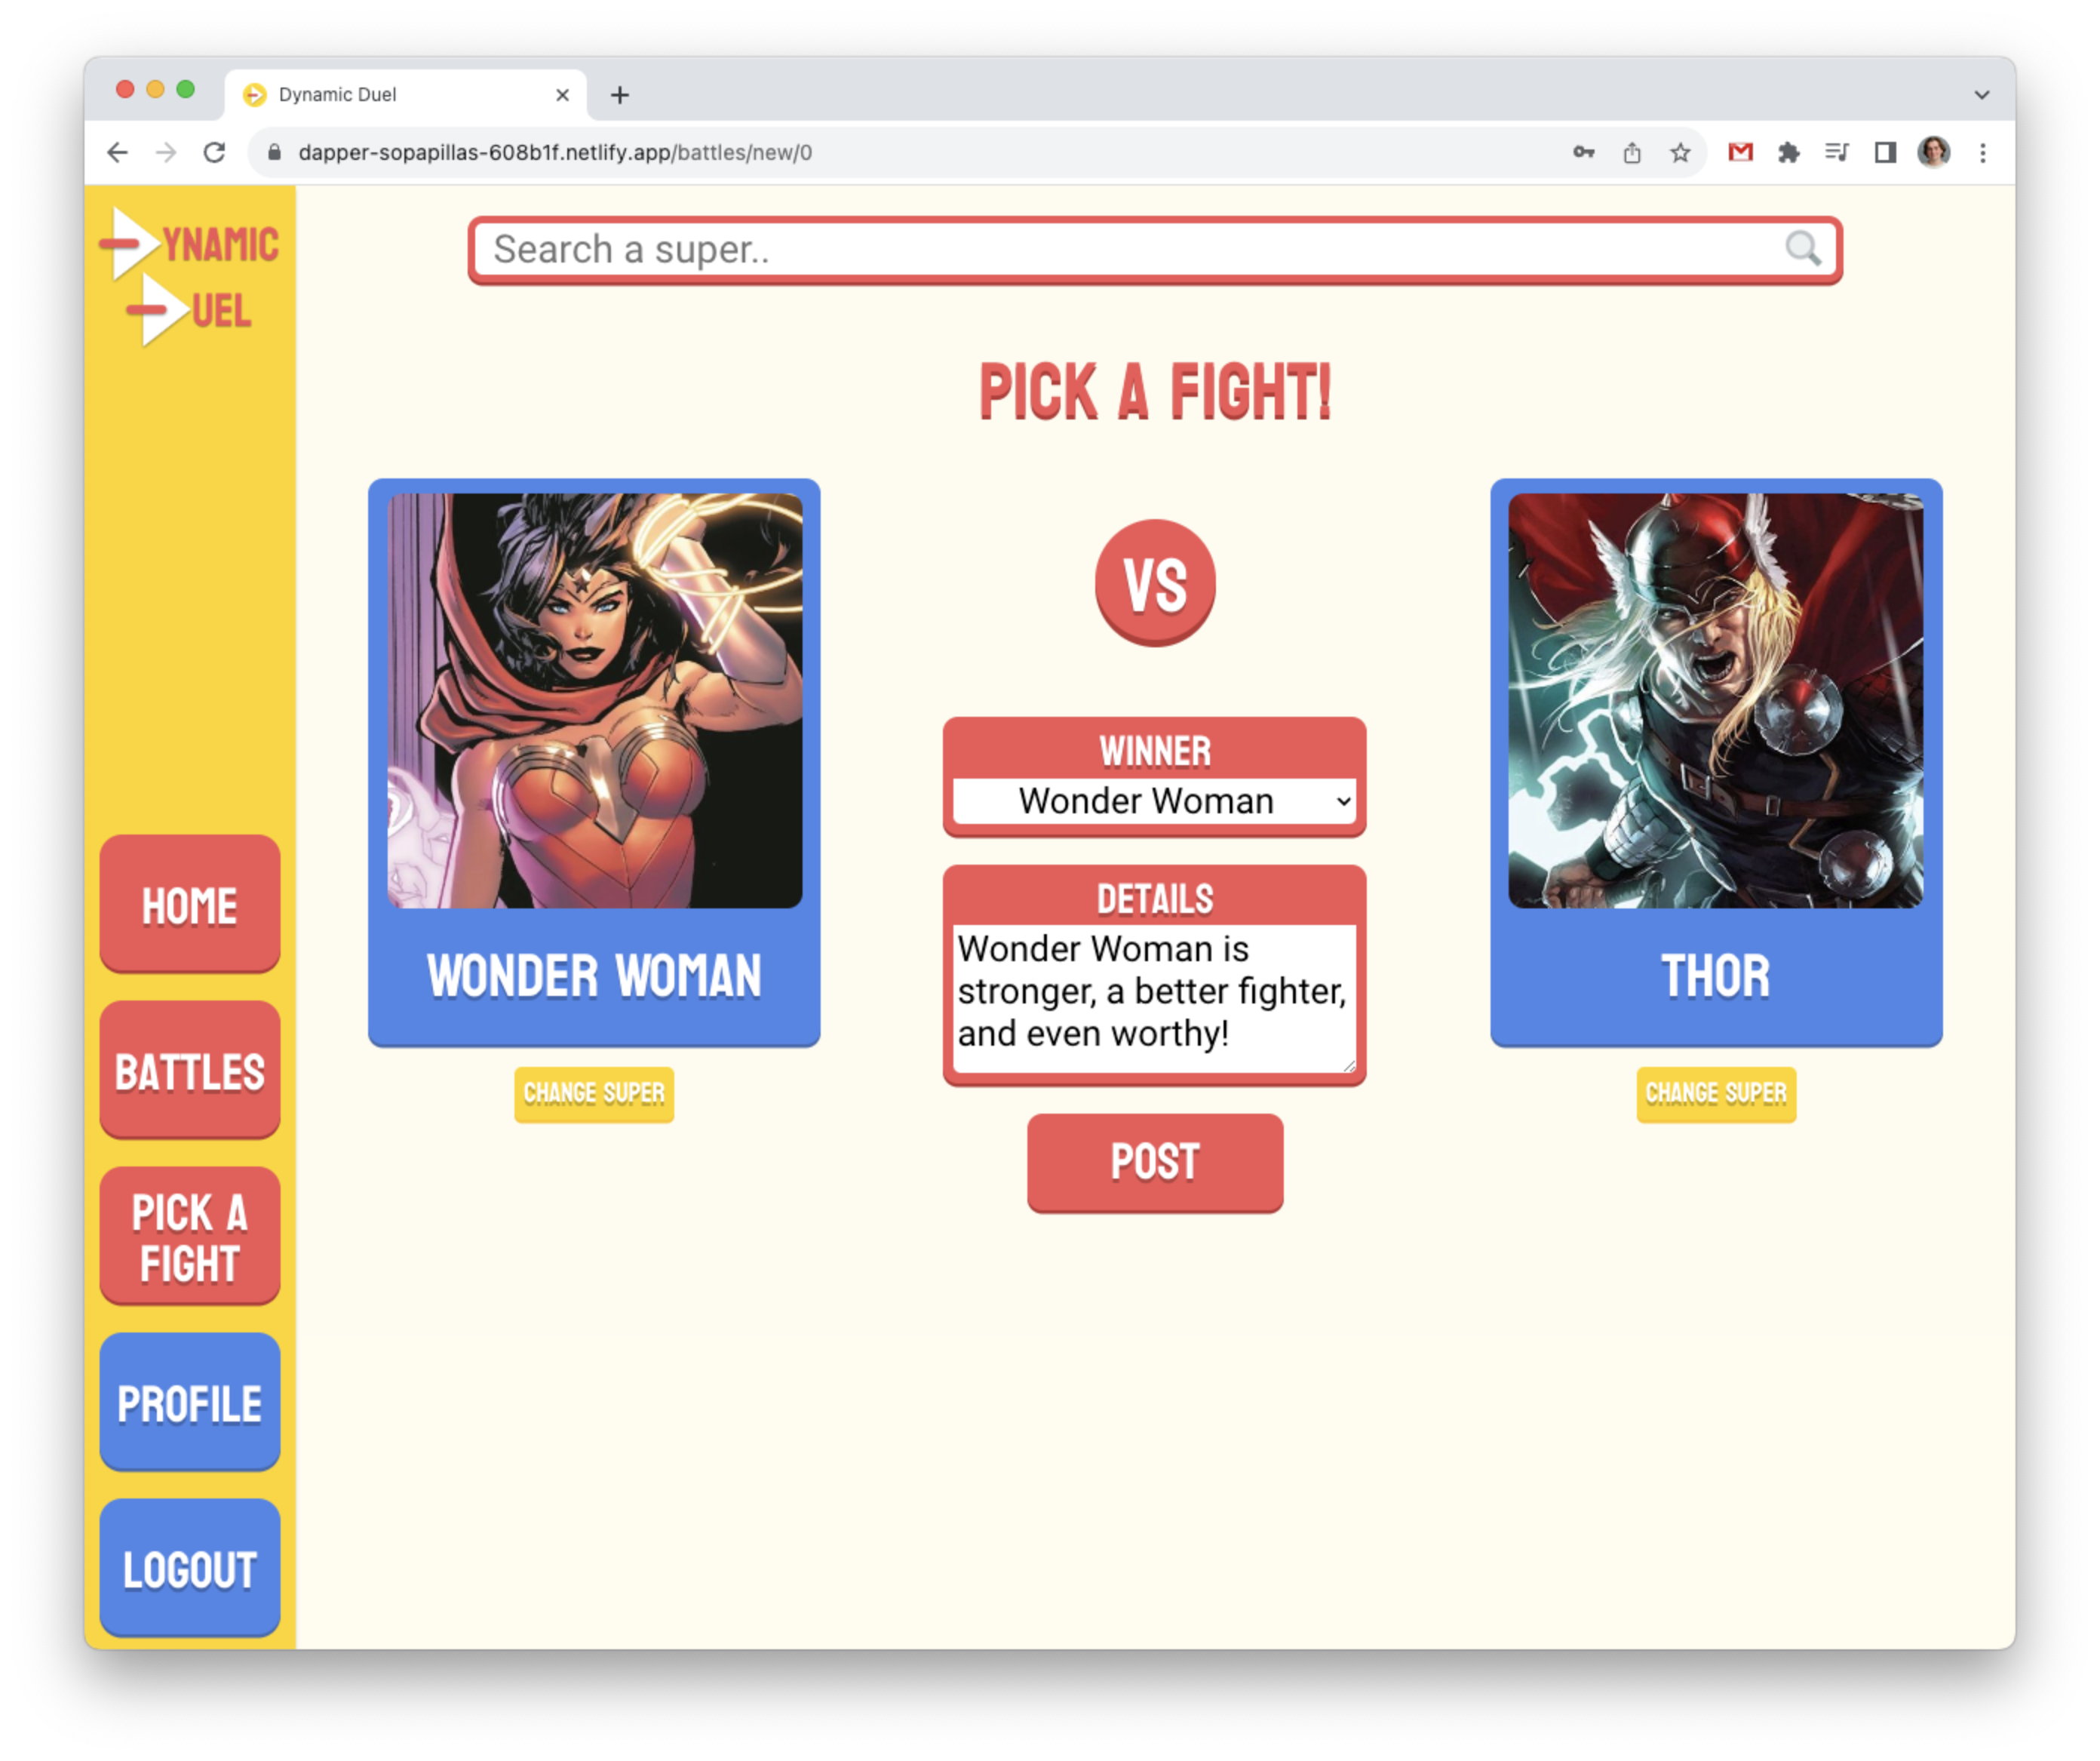 Dynamic Duel
dapper-sopapillas-608b1f.netlify.app/battles/new/0
YNAMIC
UEL
Search a super..
PICK A FIGHT!
VS
WINNER
Wonder Woman
DETAILS
Wonder Woman is
stronger, a better fighter,
and even worthy!
POST
WONDER WOMAN
CHANGE SUPER
THOR
CHANGE SUPER
HOME
BATTLES
PICK A
FIGHT
PROFILE
LOGOUT